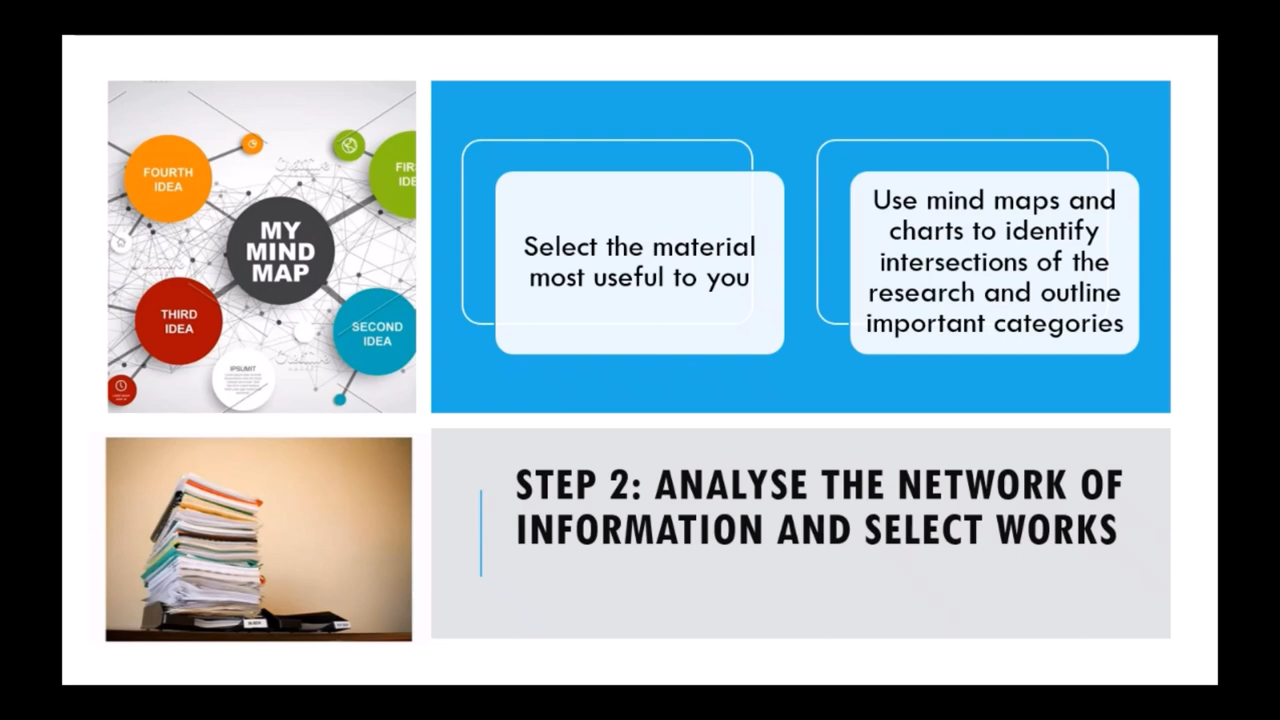 FOURTH
IDEA
FIR
IDE
MY
MIND
MAP
THIRD
IDEA
SECOND
IDEA
Select the material
most useful to you
Use mind maps and
charts to identify
intersections of the
research and outline
important categories
STEP 2: ANALYSE THE NETWORK OF
INFORMATION AND SELECT WORKS